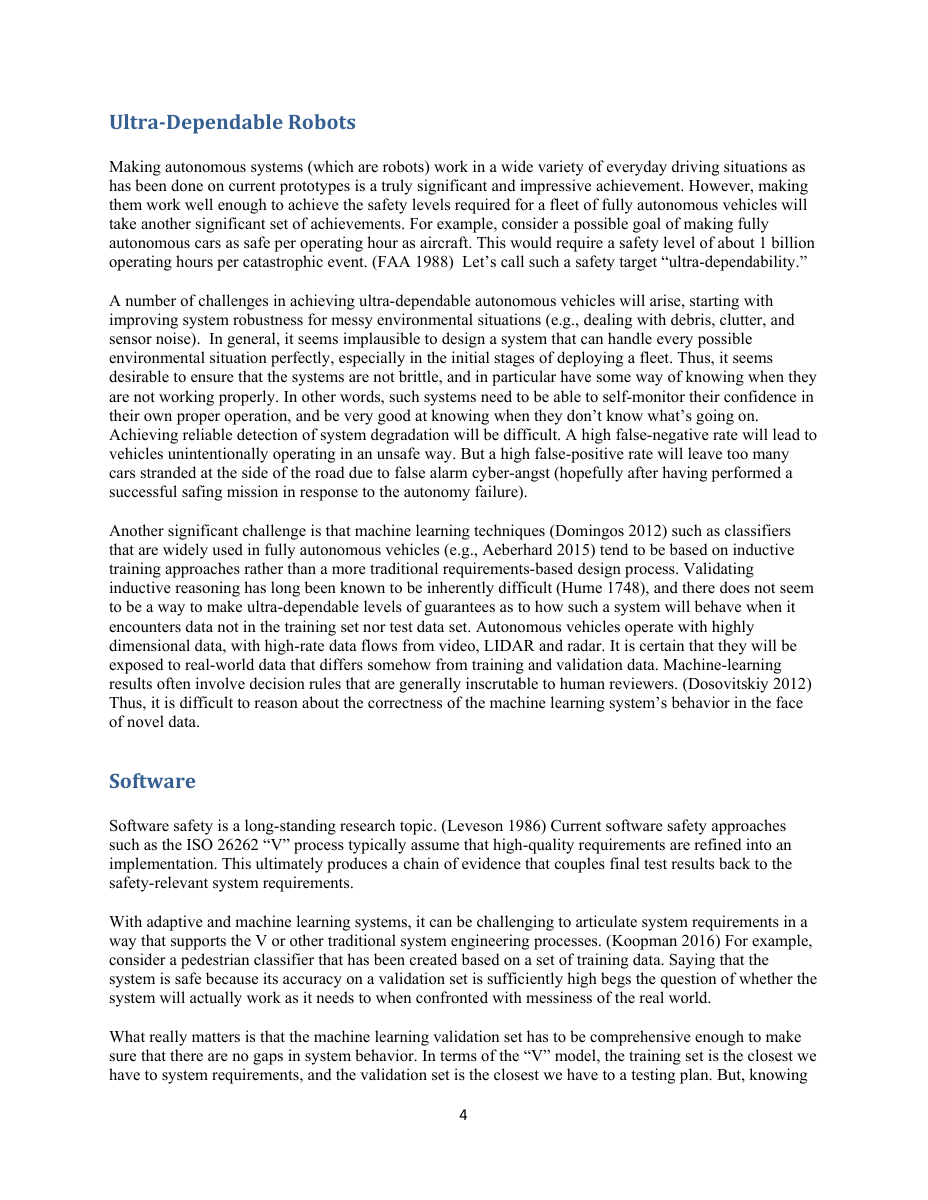 Ultra-Dependable Robots
Making autonomous systems (which are robots) work in a wide variety of everyday driving situations as
has been done on current prototypes is a truly significant and impressive achievement. However, making
them work well enough to achieve the safety levels required for a fleet of fully autonomous vehicles will
take another significant set of achievements. For example, consider a possible goal of making fully
autonomous cars as safe per operating hour as aircraft. This would require a safety level of about 1 billion
operating hours per catastrophic event. (FAA 1988)  Let’s call such a safety target “ultra-dependability.”
A number of challenges in achieving ultra-dependable autonomous vehicles will arise, starting with
improving system robustness for messy environmental situations (e.g., dealing with debris, clutter, and
sensor noise).  In general, it seems implausible to design a system that can handle every possible
environmental situation perfectly, especially in the initial stages of deploying a fleet. Thus, it seems
desirable to ensure that the systems are not brittle, and in particular have some way of knowing when they
are not working properly. In other words, such systems need to be able to self-monitor their confidence in
their own proper operation, and be very good at knowing when they don’t know what’s going on.
Achieving reliable detection of system degradation will be difficult. A high false-negative rate will lead to
vehicles unintentionally operating in an unsafe way. But a high false-positive rate will leave too many
cars stranded at the side of the road due to false alarm cyber-angst (hopefully after having performed a
successful safing mission in response to the autonomy failure).
Another significant challenge is that machine learning techniques (Domingos 2012) such as classifiers
that are widely used in fully autonomous vehicles (e.g., Aeberhard 2015) tend to be based on inductive
training approaches rather than a more traditional requirements-based design process. Validating
inductive reasoning has long been known to be inherently difficult (Hume 1748), and there does not seem
to be a way to make ultra-dependable levels of guarantees as to how such a system will behave when it
encounters data not in the training set nor test data set. Autonomous vehicles operate with highly
dimensional data, with high-rate data flows from video, LIDAR and radar. It is certain that they will be
exposed to real-world data that differs somehow from training and validation data. Machine-learning
results often involve decision rules that are generally inscrutable to human reviewers. (Dosovitskiy 2012)
Thus, it is difficult to reason about the correctness of the machine learning system’s behavior in the face
of novel data.
Software
Software safety is a long-standing research topic. (Leveson 1986) Current software safety approaches
such as the ISO 26262 “V” process typically assume that high-quality requirements are refined into an
implementation. This ultimately produces a chain of evidence that couples final test results back to the
safety-relevant system requirements.
With adaptive and machine learning systems, it can be challenging to articulate system requirements in a
way that supports the V or other traditional system engineering processes. (Koopman 2016) For example,
consider a pedestrian classifier that has been created based on a set of training data. Saying that the
system is safe because its accuracy on a validation set is sufficiently high begs the question of whether the
system will actually work as it needs to when confronted with messiness of the real world.
What really matters is that the machine learning validation set has to be comprehensive enough to make
sure that there are no gaps in system behavior. In terms of the “V” model, the training set is the closest we
have to system requirements, and the validation set is the closest we have to a testing plan. But, knowing
4